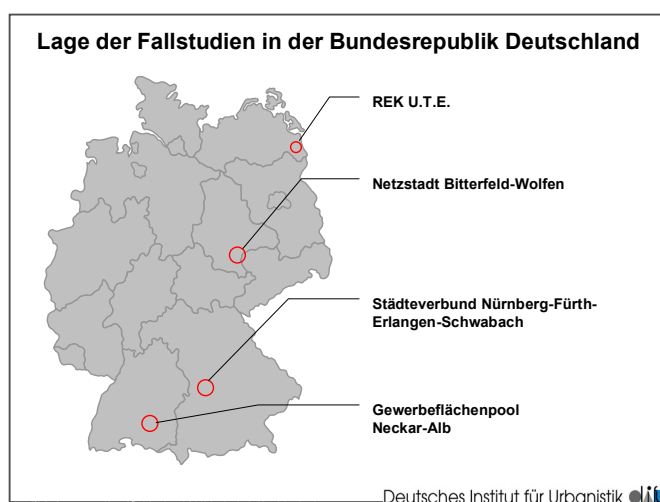 Lage der Fallstudien in der Bundesrepublik Deutschland
REK U.T.E.
Netzstadt Bitterfeld-Wolfen
Städteverbund Nürnberg-Fürth-
Erlangen-Schwabach
Gewerbeflächenpool
Neckar-Alb
Deutsches Institut für Urbanistik